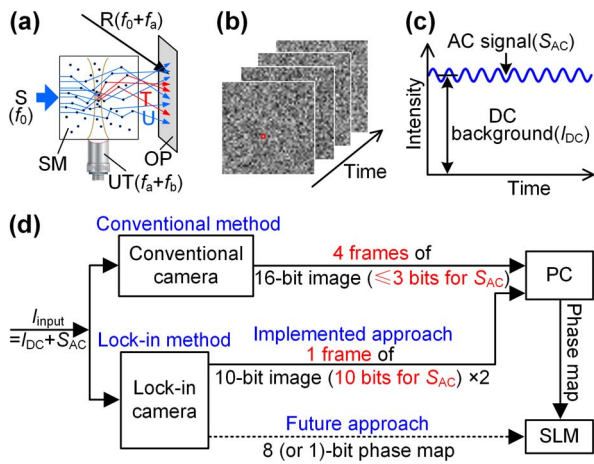 (a)
R(f0+fa)
S
(f0)
T
U
SM
OP
UT(fa+fb)
(b)
Time
(c)
AC signal(SAC)
Intensity
DC
background(IDC)
Time
(d)
Conventional method
Conventional
camera
4 frames of
16-bit image (≤3 bits for SAC)
PC
Iinput
=IDC+SAC
Lock-in method
Lock-in
camera
Implemented approach
1 frame of
10-bit image (10 bits for SAC) ×2
Phase map
Future approach
8 (or 1)-bit phase map
SLM